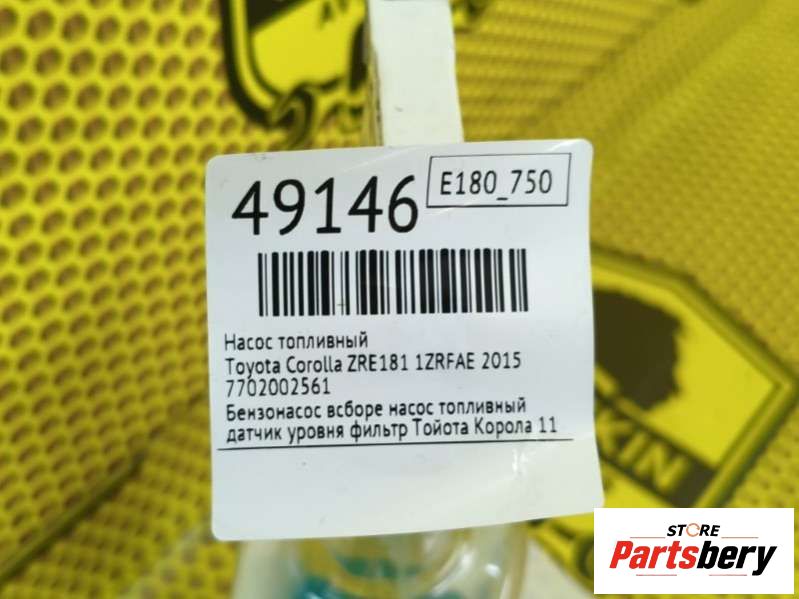 49146
E180_750
Насос топливный
Toyota Corolla ZRE181 1ZRFAE 2015
7702002561
Бензонасос всборе насос топливный
датчик уровня фильтр Тойота Корола 11
STORE
Partsbery